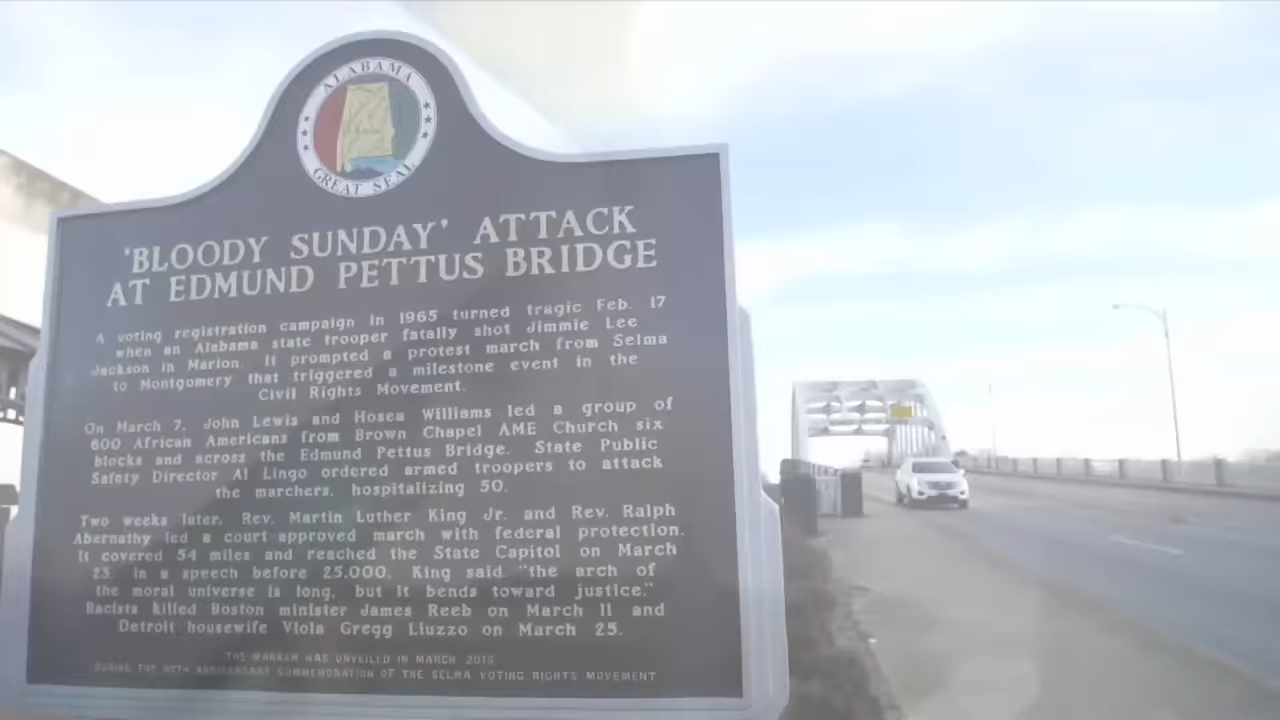 ALABAMA
GREAT SEAL
'BLOODY SUNDAY' ATTACK
AT EDMUND PETTUS BRIDGE
A voting registration campaign in 1965 turned tragic Feb. 17
when an Alabama state trooper fatally shot Jimmie Lee
Jackson in Marion. It prompted a protest march from Selma
to Montgomery that triggered a milestone event in the
Civil Rights Movement.
On March 7, John Lewis and Hosea Williams led a group of
600 African Americans from Brown Chapel AME Church six
blocks and across the Edmund Pettus Bridge. State Public
Safety Director Al Lingo ordered armed troopers to attack
the marchers, hospitalizing 50.
Two weeks later, Rev. Martin Luther King Jr. and Rev. Ralph
Abernathy led a court-approved march with federal protection.
It covered 54 miles and reached the State Capitol on March
25. In a speech before 25,000, King said "the arch of
the moral universe is long, but it bends toward justice."
Racists killed Boston minister James Reeb on March 11 and
Detroit housewife Viola Gregg Liuzzo on March 25.
THE MARKER WAS UNVEILED IN MARCH
DURING THE ANNIVERSARY COMMEMORATION OF THE SELMA VOTING RIGHTS MOVEMENT